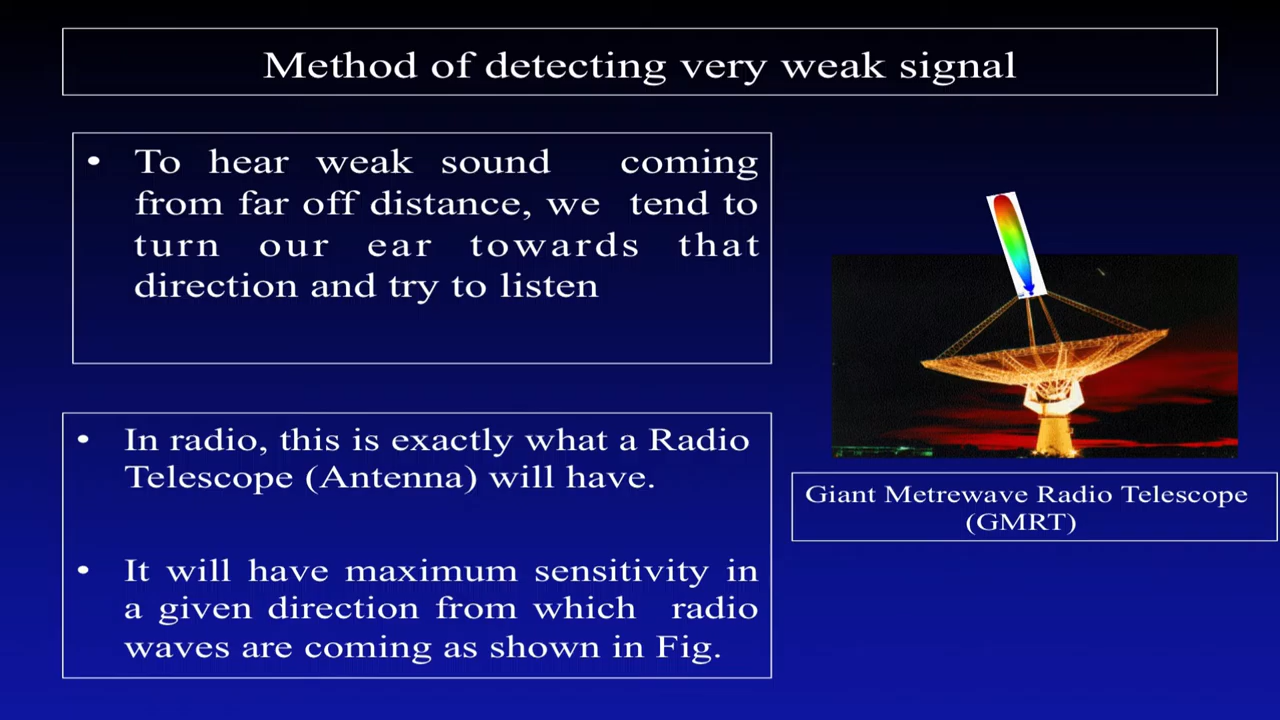 Method of detecting very weak signal
• To hear weak sound coming
from far off distance, we tend to
turn our ear towards that
direction and try to listen
• In radio, this is exactly what a Radio
Telescope (Antenna) will have.
• It will have maximum sensitivity in
a given direction from which radio
waves are coming as shown in Fig.
Giant Metrewave Radio Telescope
(GMRT)